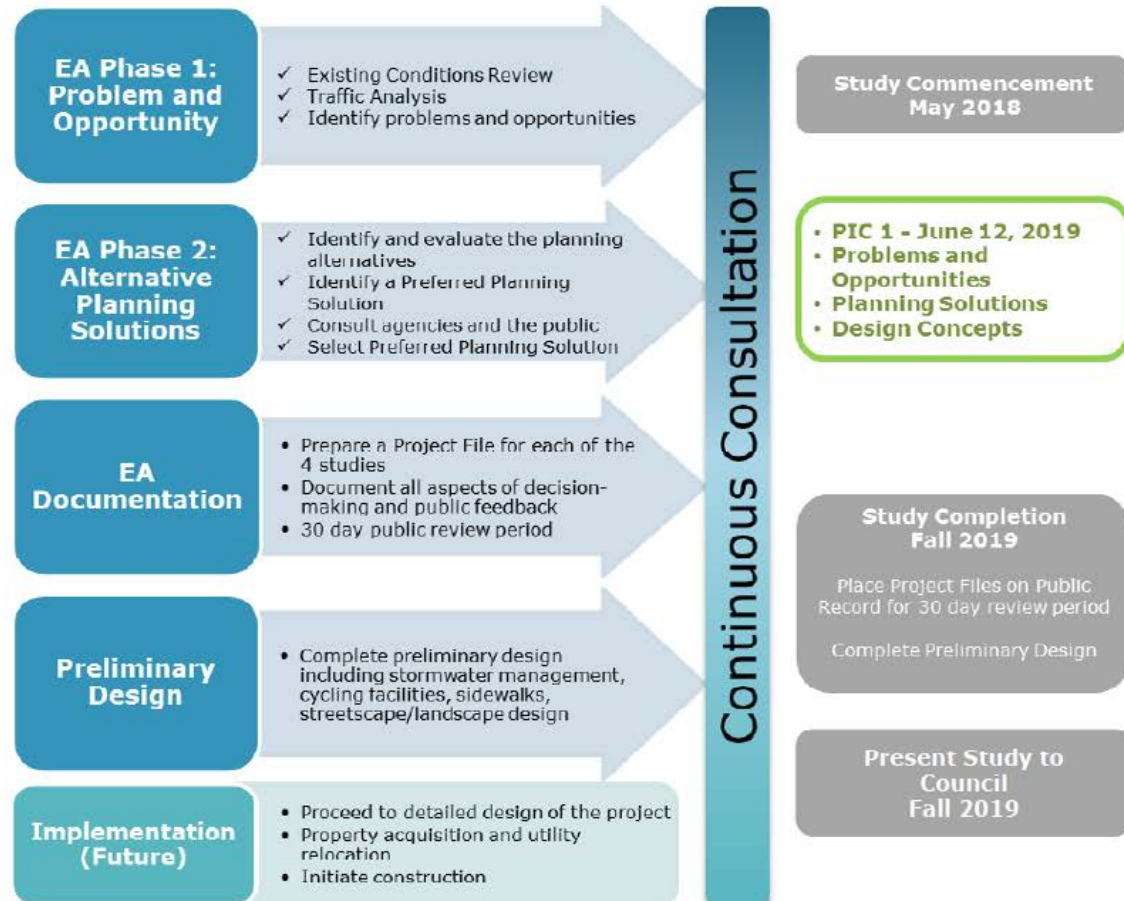 EA Phase 1:
Problem and
Opportunity
✓ Existing Conditions Review
✓ Traffic Analysis
✓ Identify problems and opportunities
EA Phase 2:
Alternative
Planning
Solutions
✓ Identify and evaluate the planning
alternatives
✓ Identify a Preferred Planning
Solution
✓ Consult agencies and the public
✓ Select Preferred Planning Solution
EA
Documentation
• Prepare a Project File for each of the
4 studies
• Document all aspects of decision-
making and public feedback
• 30 day public review period
Preliminary
Design
• Complete preliminary design
including stormwater management,
cycling facilities, sidewalks,
streetscape/landscape design
Implementation
(Future)
• Proceed to detailed design of the project
• Property acquisition and utility
relocation
• Initiate construction
Continuous Consultation
Study Commencement
May 2018
• PIC 1 - June 12, 2019
• Problems and
Opportunities
• Planning Solutions
• Design Concepts
Study Completion
Fall 2019
Place Project Files on Public
Record for 30 day review period
Complete Preliminary Design
Present Study to
Council
Fall 2019